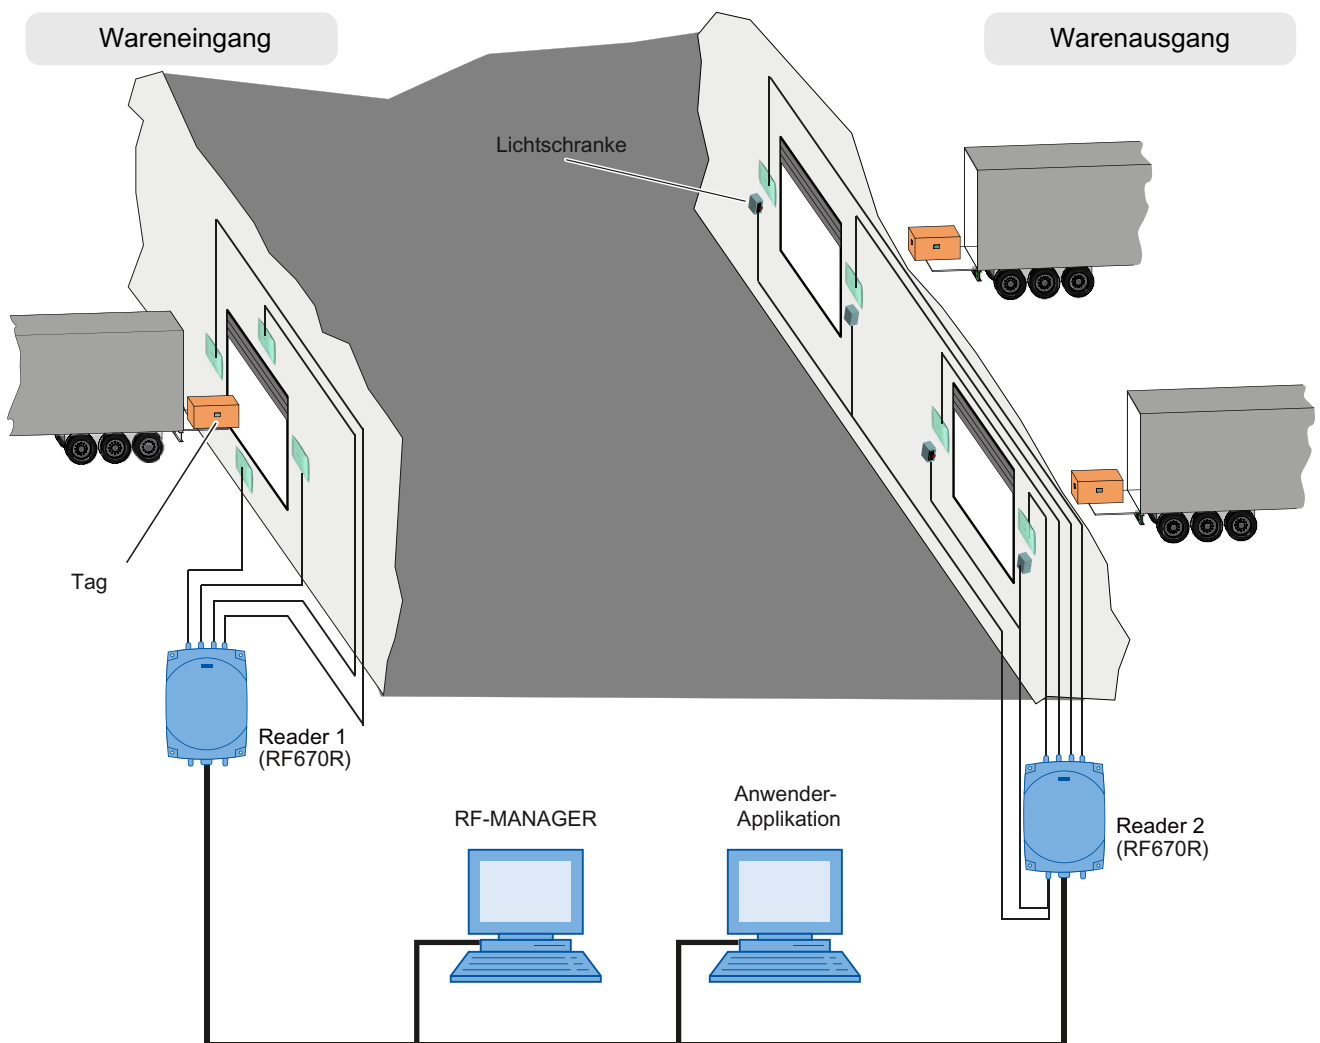 Wareneingang
Warenausgang
Lichtschranke
Tag
Reader 1
(RF670R)
RF-MANAGER
Anwender-
Applikation
Reader 2
(RF670R)